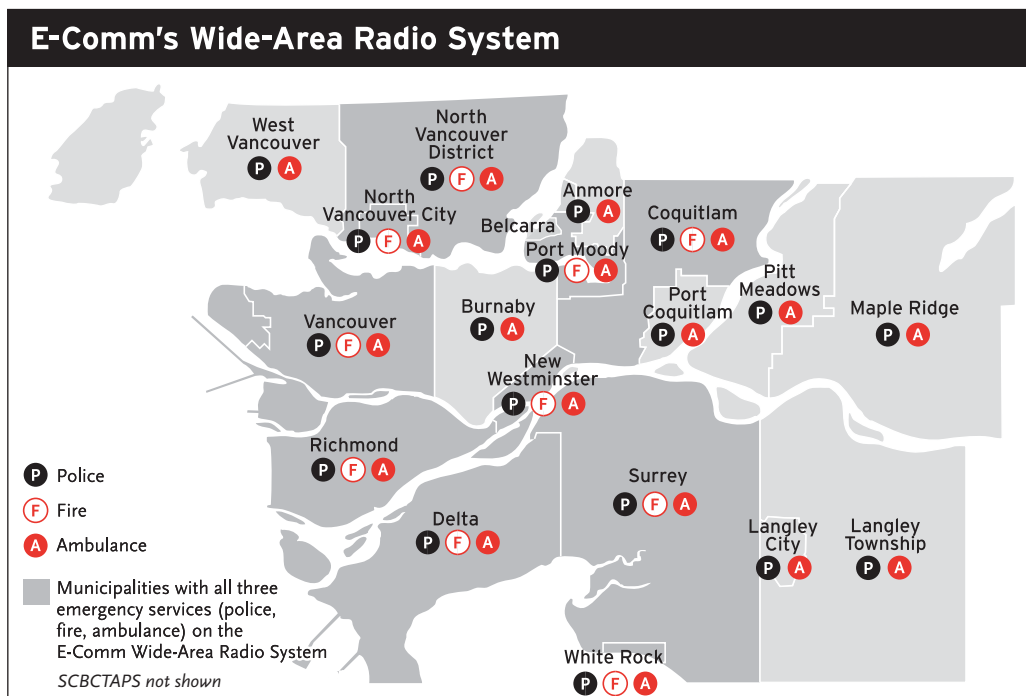 E-Comm's Wide-Area Radio System
West
Vancouver
P A
North
Vancouver
District
P F A
North
Vancouver City
P F A
Anmore
P A
Belcarra
Port Moody
P F A
Coquitlam
P F A
Pitt
Meadows
P A
Port
Coquitlam
P A
Maple Ridge
P A
Burnaby
P A
Vancouver
P F A
New
Westminster
P F A
Richmond
P F A
Surrey
P F A
Delta
P F A
Langley
City
P A
Langley
Township
P A
White Rock
P F A
P Police
F Fire
A Ambulance
Municipalities with all three
emergency services (police,
fire, ambulance) on the
E-Comm Wide-Area Radio System
SCBCTAPS not shown